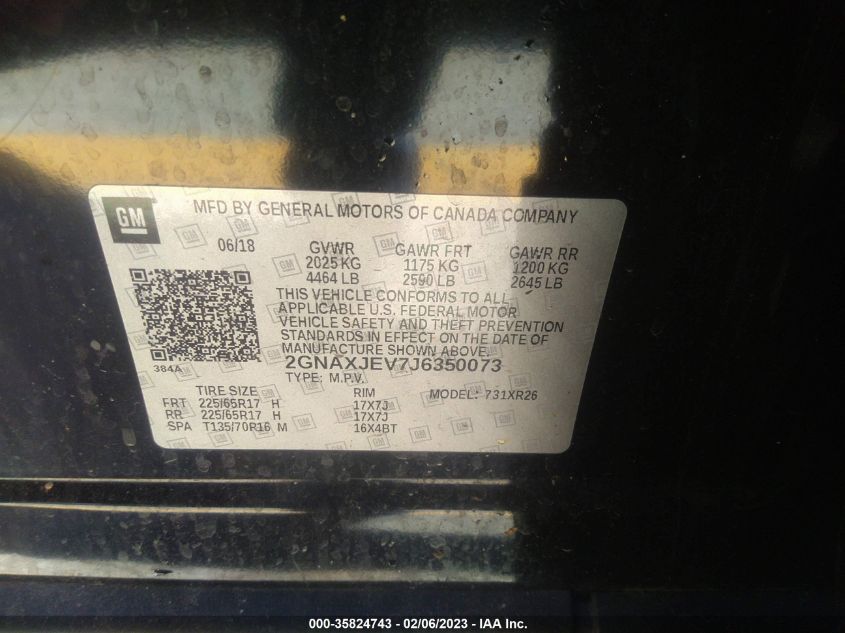 GM
MFD BY GENERAL MOTORS OF CANADA COMPANY
06/18 GVWR GAWR FRT GAWR RR
2025 KG 1175 KG 1200 KG
4464 LB 2590 LB 2645 LB
THIS VEHICLE CONFORMS TO ALL
APPLICABLE U.S. FEDERAL MOTOR
VEHICLE SAFETY AND THEFT PREVENTION
STANDARDS IN EFFECT ON THE DATE OF
MANUFACTURE SHOWN ABOVE.
384A
2GNAXJEV7J6350073
TYPE: M.P.V.
TIRE SIZE RIM MODEL: 731XR26
FRT 225/65R17 H 17X7J
RR 225/65R17 H 17X7J
SPA T135/70R16 M 16X4BT
000-35824743 - 02/06/2023 - IAA Inc.